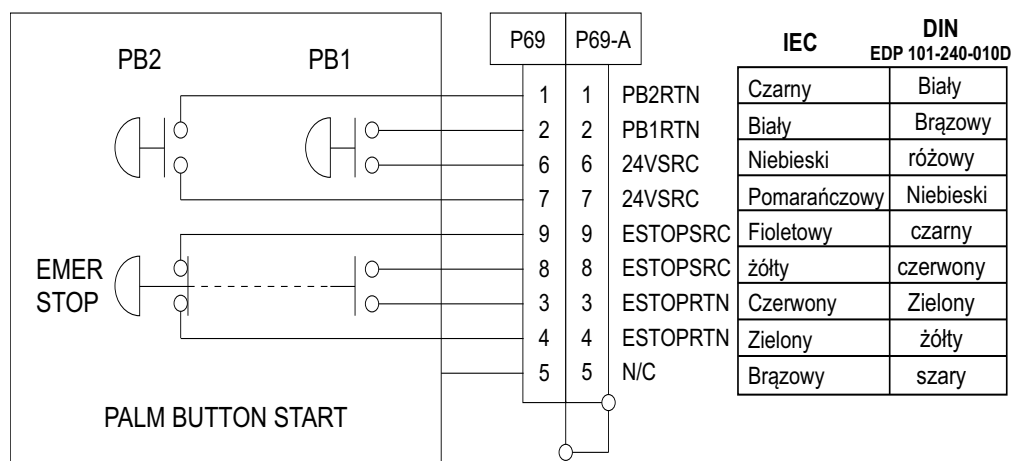 P69 P69-A IEC DIN
EDP 101-240-010D
PB2 PB1
1 1 PB2RTN Czarny Biały
2 2 PB1RTN Biały Brązowy
6 6 24VSRC Niebieski różowy
7 7 24VSRC Pomarańczowy Niebieski
9 9 ESTOPSRC Fioletowy czarny
EMER
STOP
8 8 ESTOPSRC żółty czerwony
3 3 ESTOPRTN Czerwony Zielony
4 4 ESTOPRTN Zielony żółty
5 5 N/C Brązowy szary
PALM BUTTON START